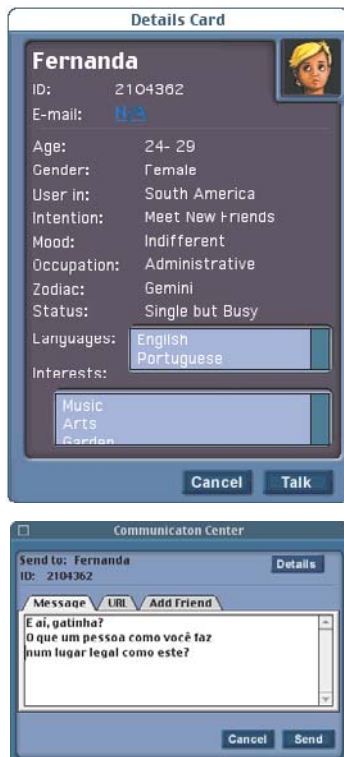 Details Card
Fernanda
ID: 2104362
E-mail: N/A
Age: 24- 29
Gender: Female
User in: South America
Intention: Meet New Friends
Mood: Indifferent
Occupation: Administrative
Zodiac: Gemini
Status: Single but Busy
Languages: English
Portuguese
Interests:
Music
Arts
Garden
Cancel Talk
Communicaton Center
Send to: Fernanda
ID: 2104362
Details
Message URL Add Friend
E aí, gatinha?
O que um pessoa como você faz
num lugar legal como este?
Cancel Send